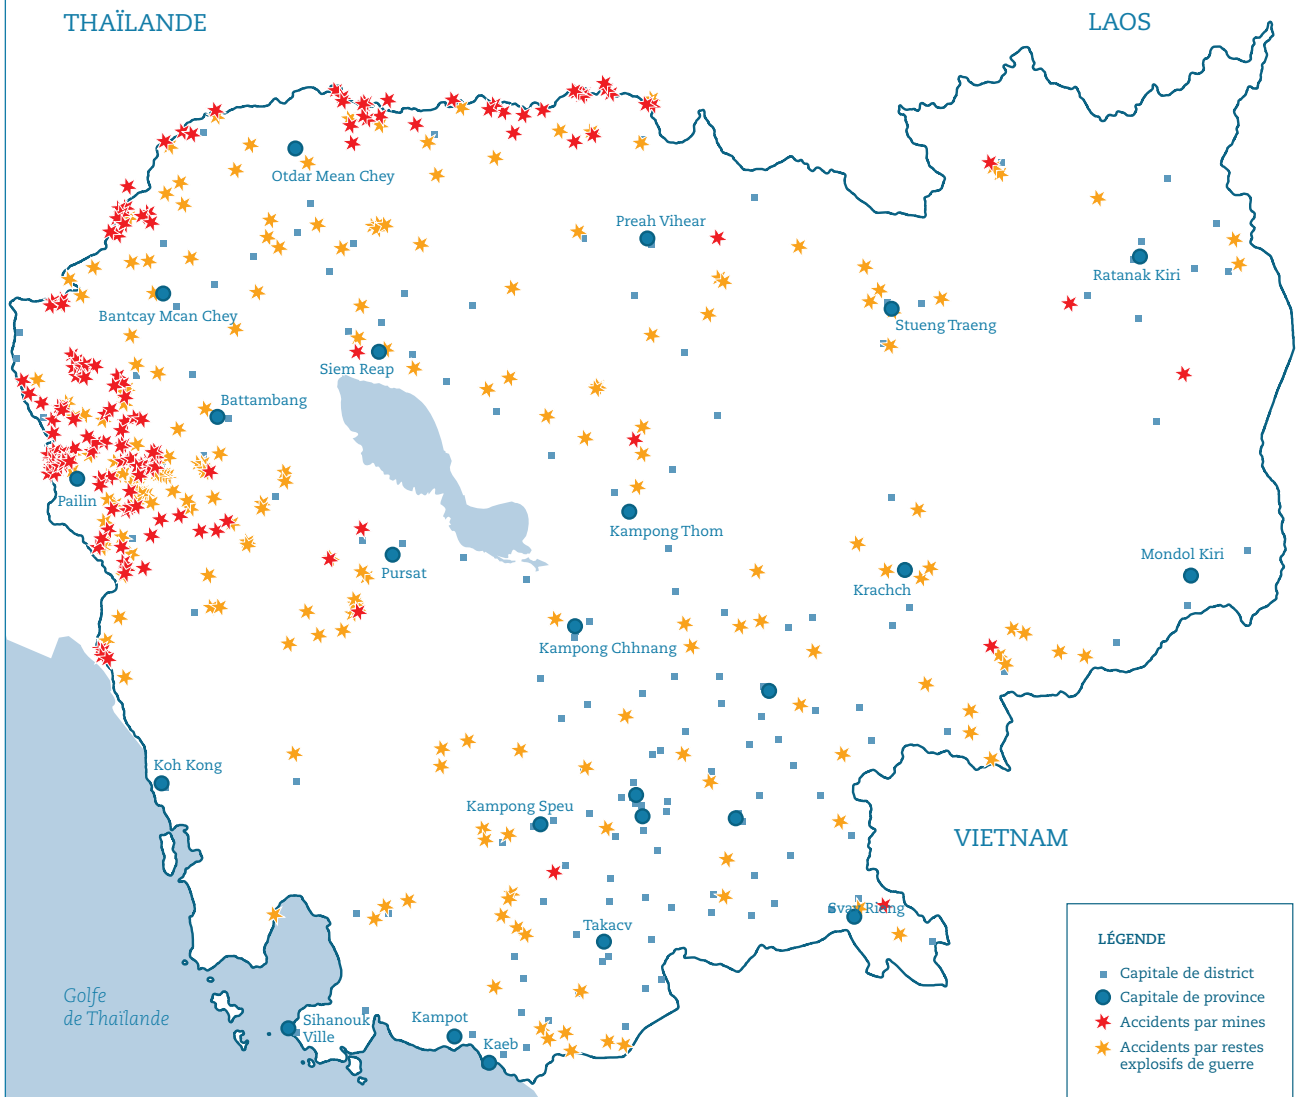 THAÏLANDE
LAOS
Otdar Mean Chey
Preah Vihear
Ratanak Kiri
Bantcay Mcan Chey
Stueng Traeng
Siem Reap
Battambang
Pailin
Kampong Thom
Mondol Kiri
Pursat
Krachch
Kampong Chhnang
Koh Kong
Kampong Speu
VIETNAM
Svay Rieng
Takacv
LÉGENDE
Capitale de district
Capitale de province
Accidents par mines
Accidents par restes
explosifs de guerre
Golfe
de Thaïlande
Sihanouk
Ville
Kampot
Kaeb